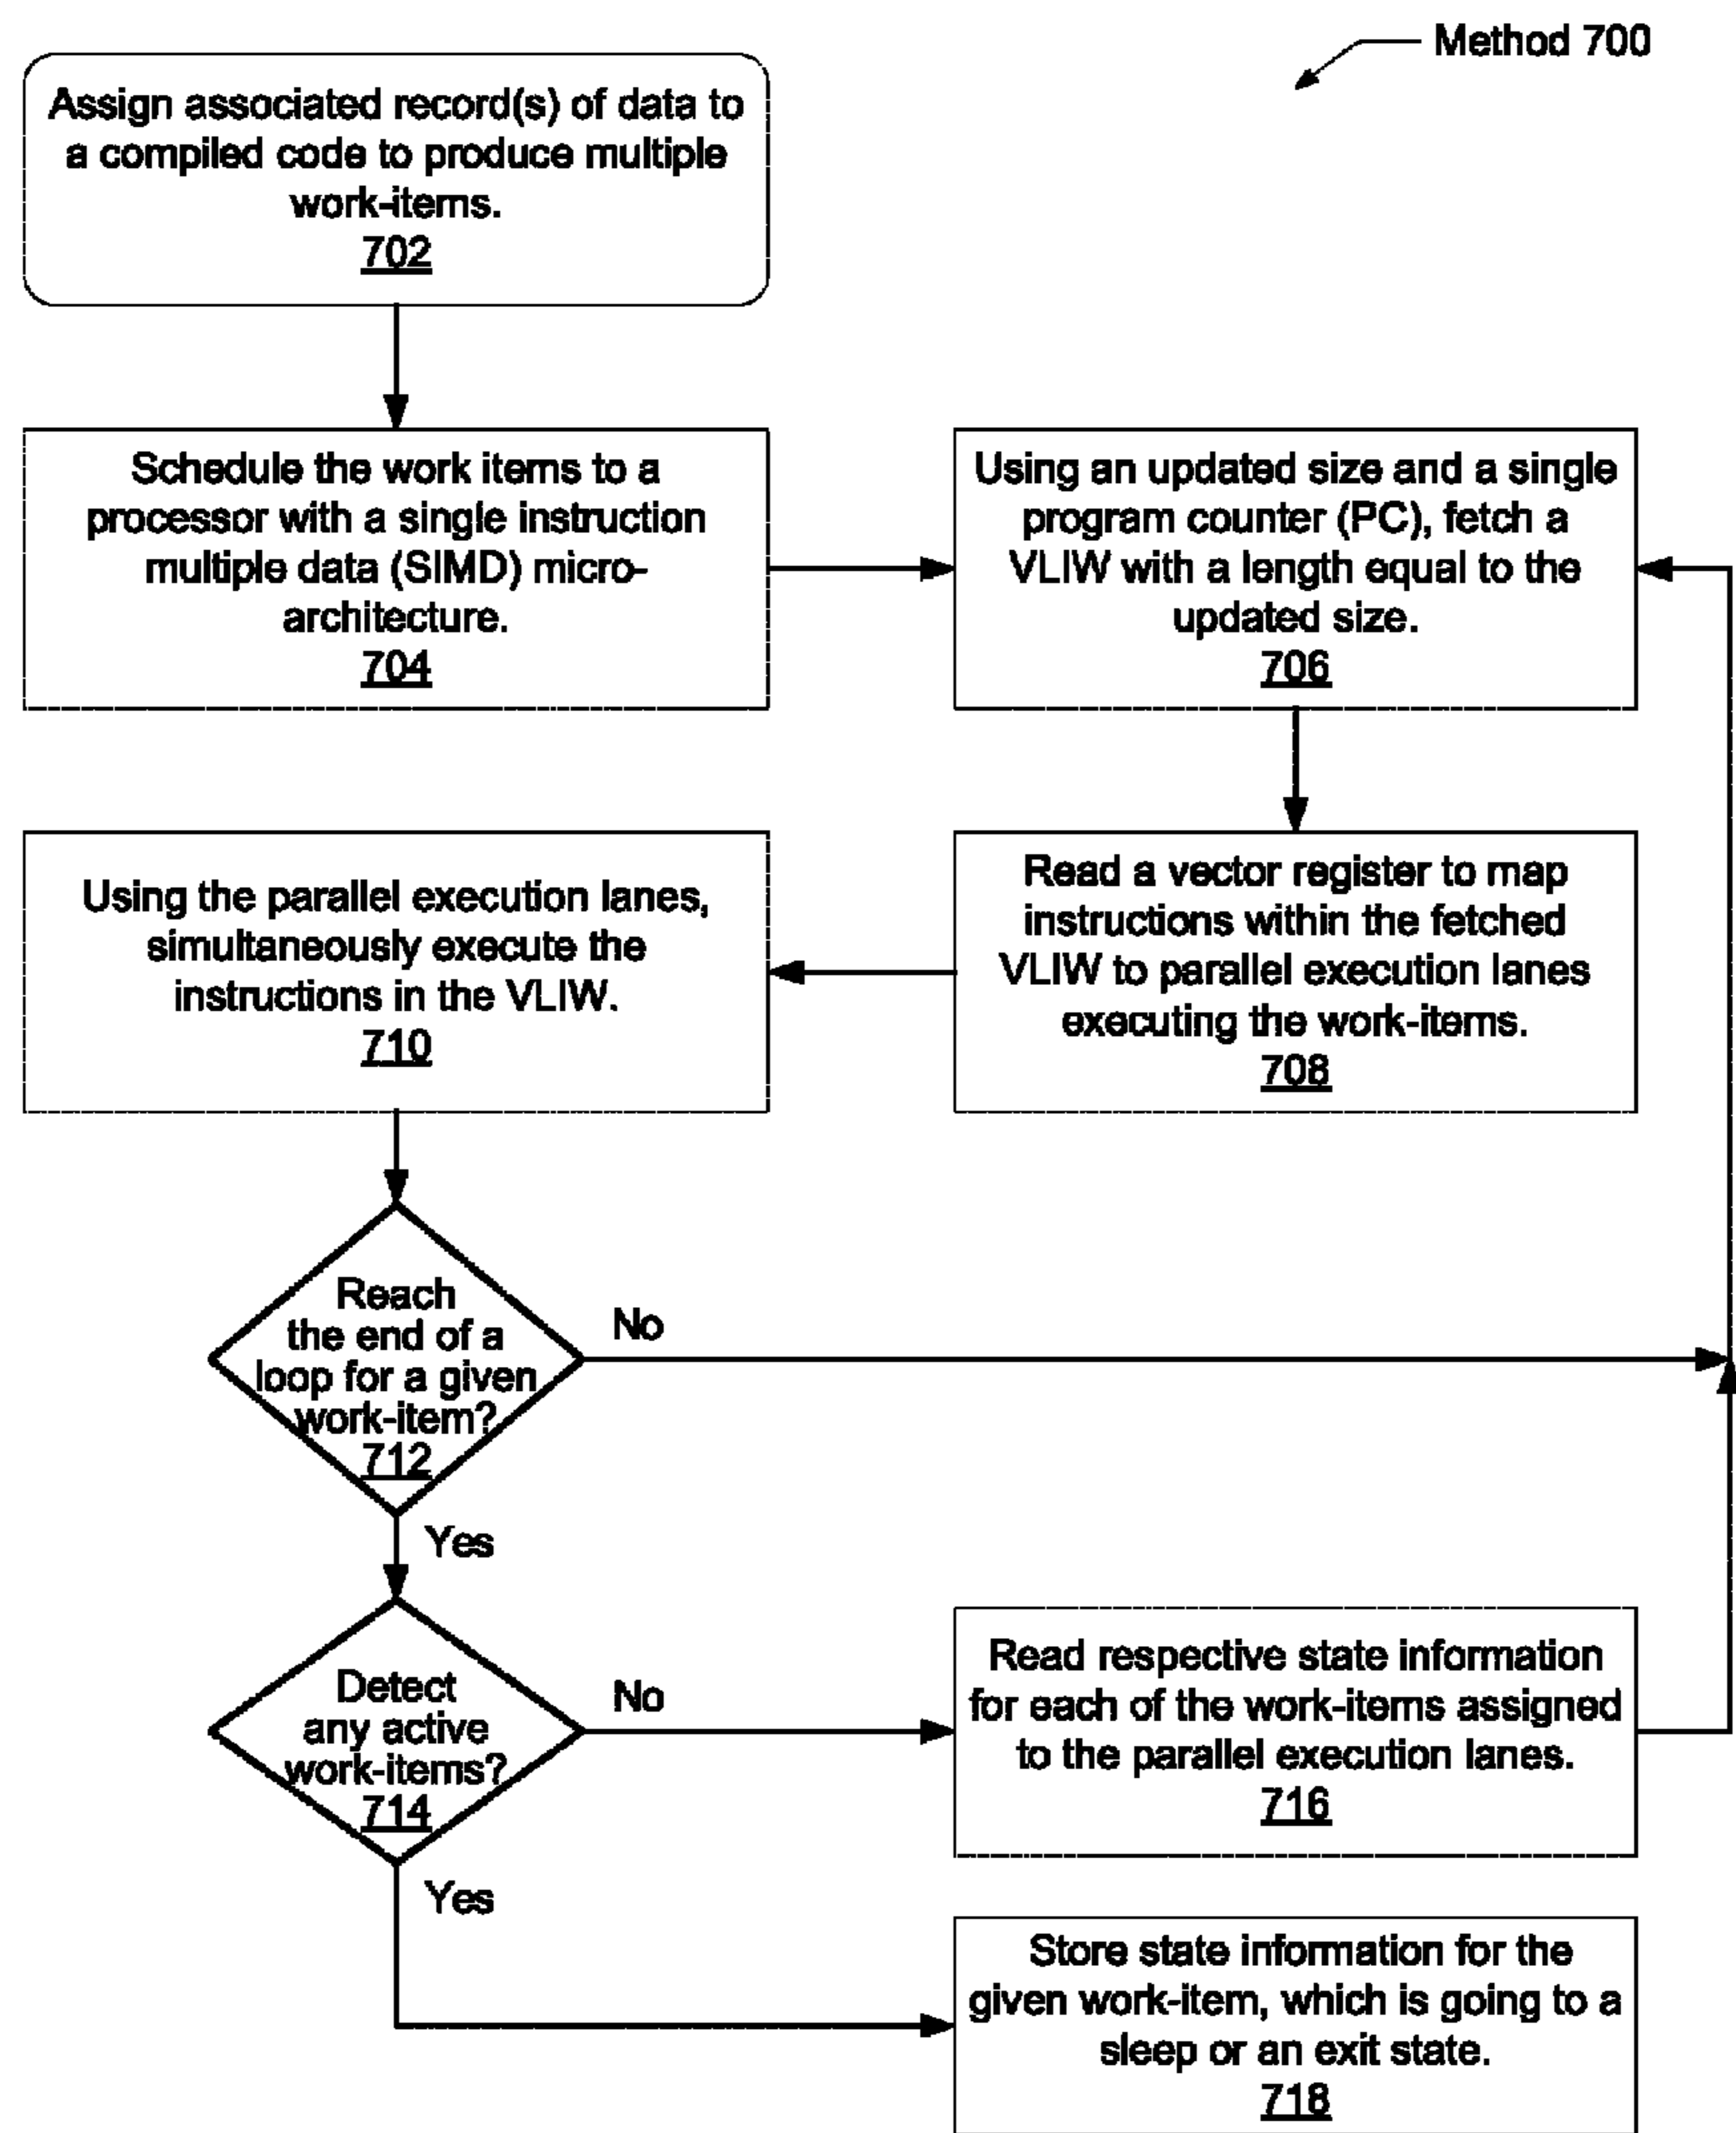 Method 700
Assign associated record(s) of data to
a compiled code to produce multiple
work-items.
702
Schedule the work items to a
processor with a single instruction
multiple data (SIMD) micro-
architecture.
704
Using an updated size and a single
program counter (PC), fetch a
VLIW with a length equal to the
updated size.
706
Using the parallel execution lanes,
simultaneously execute the
instructions in the VLIW.
710
Read a vector register to map
instructions within the fetched
VLIW to parallel execution lanes
executing the work-items.
708
Reach
the end of a
loop for a given
work-item?
712
No
Yes
Detect
any active
work-items?
714
No
Yes
Read respective state information
for each of the work-items assigned
to the parallel execution lanes.
716
Store state information for the
given work-item, which is going to a
sleep or an exit state.
718